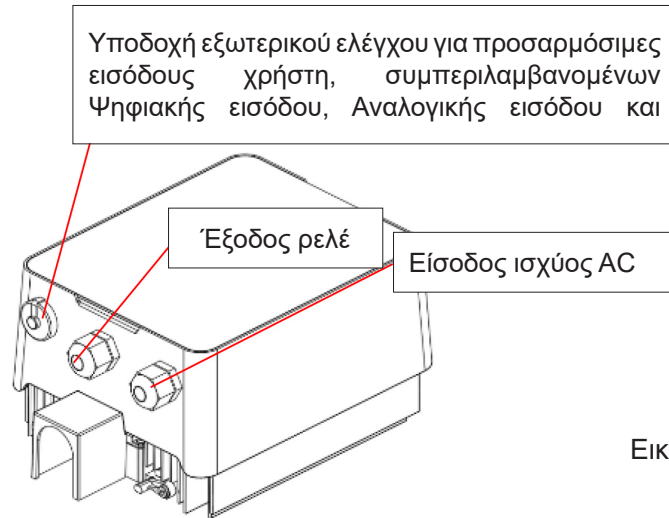 Υποδοχή εξωτερικού ελέγχου για προσαρμόσιμες
εισόδους χρήστη, συμπεριλαμβανομένων
Ψηφιακής εισόδου, Αναλογικής εισόδου και
Έξοδος ρελέ
Είσοδος ισχύος AC
Εικ